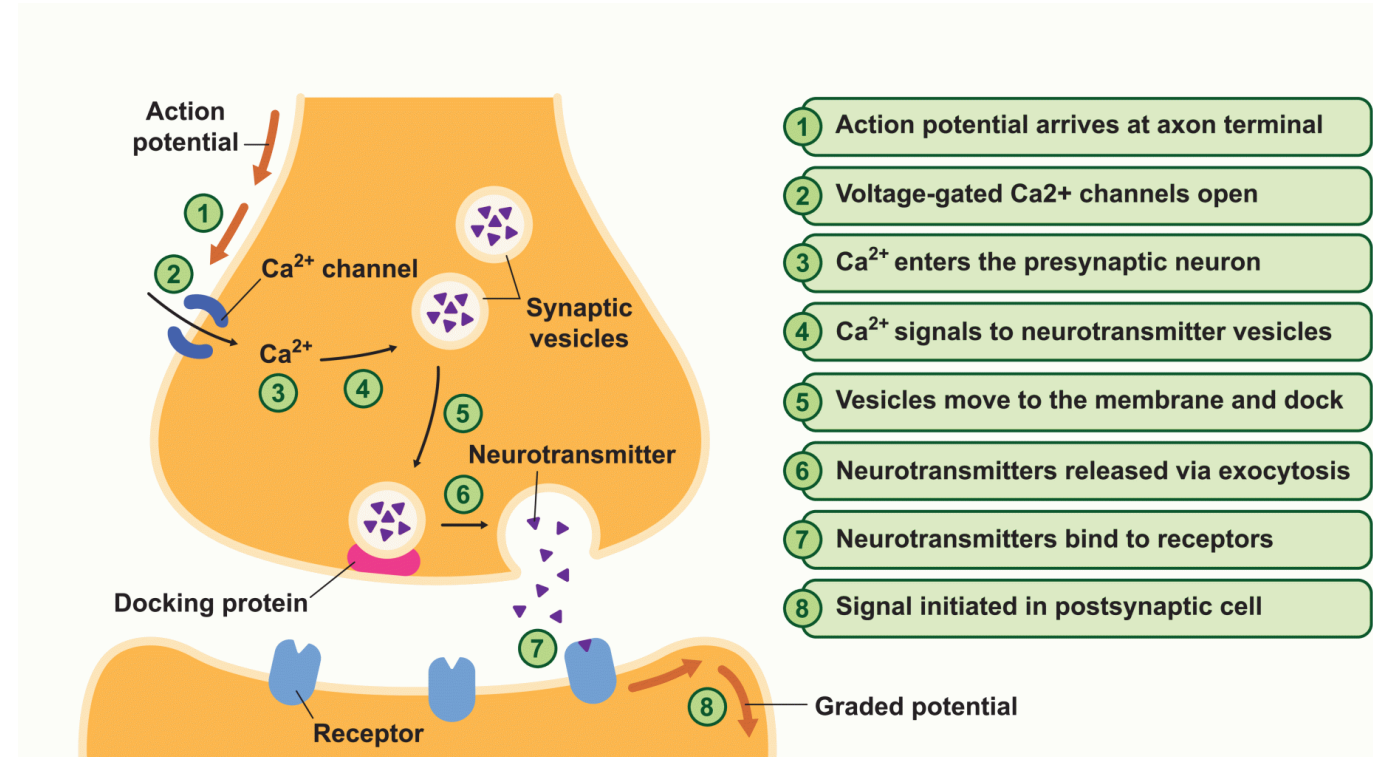 Action
potential
1
2
Ca²⁺ channel
Ca²⁺
3
4
Synaptic
vesicles
5
Neurotransmitter
6
Docking protein
7
Receptor
8
Graded potential
1 Action potential arrives at axon terminal
2 Voltage-gated Ca2+ channels open
3 Ca²⁺ enters the presynaptic neuron
4 Ca²⁺ signals to neurotransmitter vesicles
5 Vesicles move to the membrane and dock
6 Neurotransmitters released via exocytosis
7 Neurotransmitters bind to receptors
8 Signal initiated in postsynaptic cell